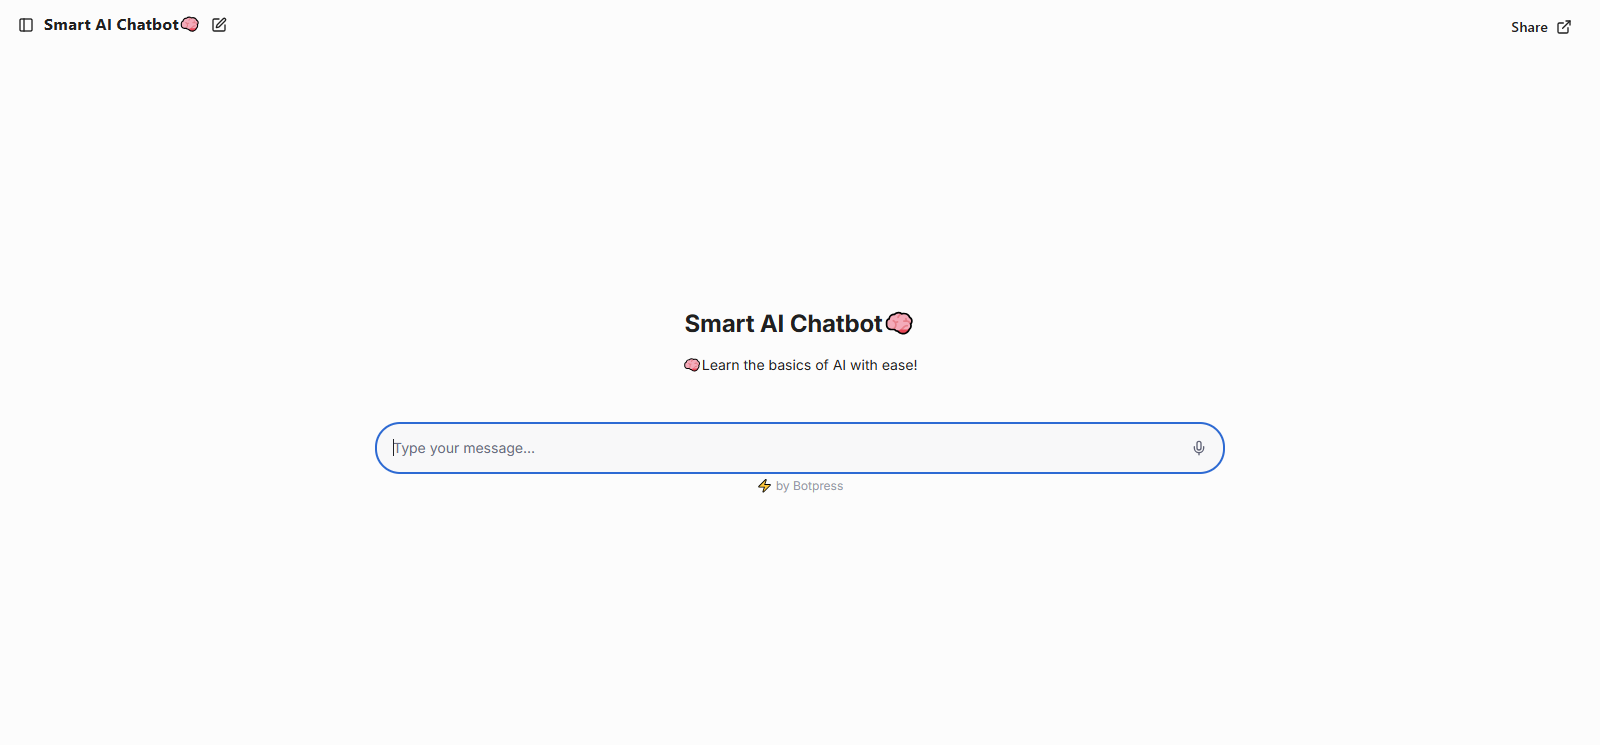 Smart AI Chatbot🧠
Share
Smart AI Chatbot🧠
🧠Learn the basics of AI with ease!
Type your message...
⚡ by Botpress